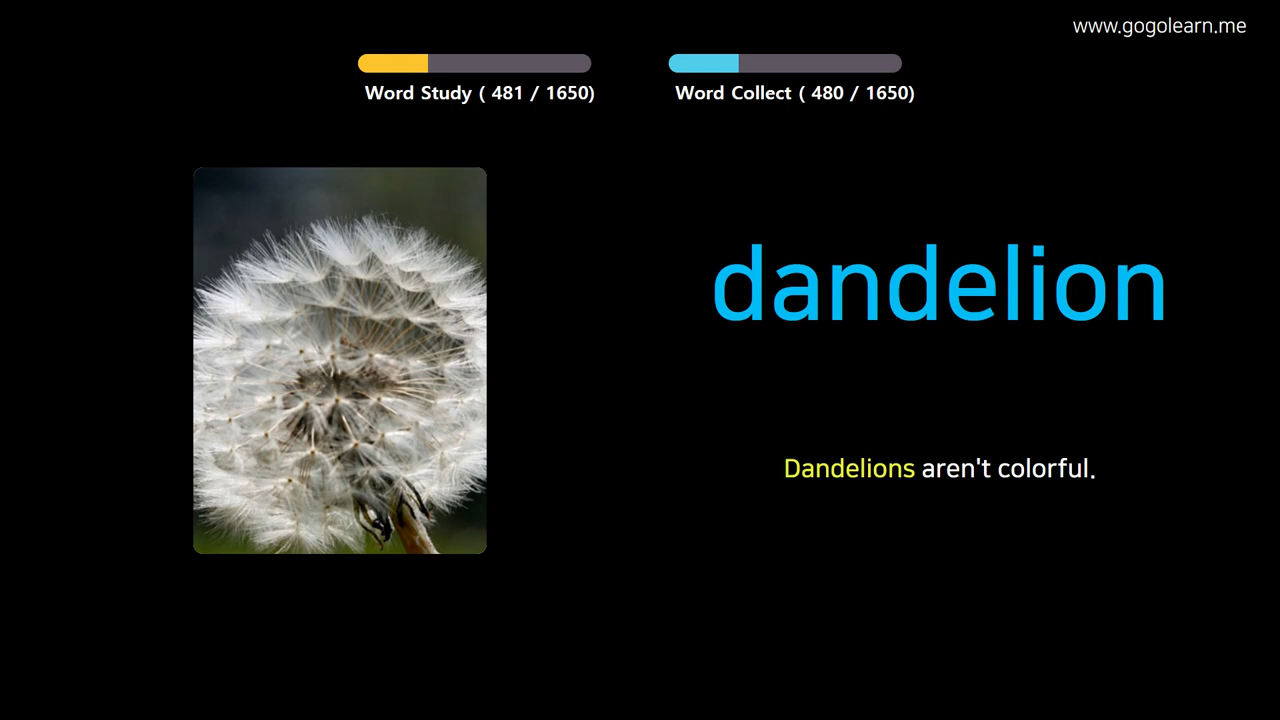 www.gogolearn.me
Word Study ( 481 / 1650)
Word Collect ( 480 / 1650)
dandelion
Dandelions aren't colorful.